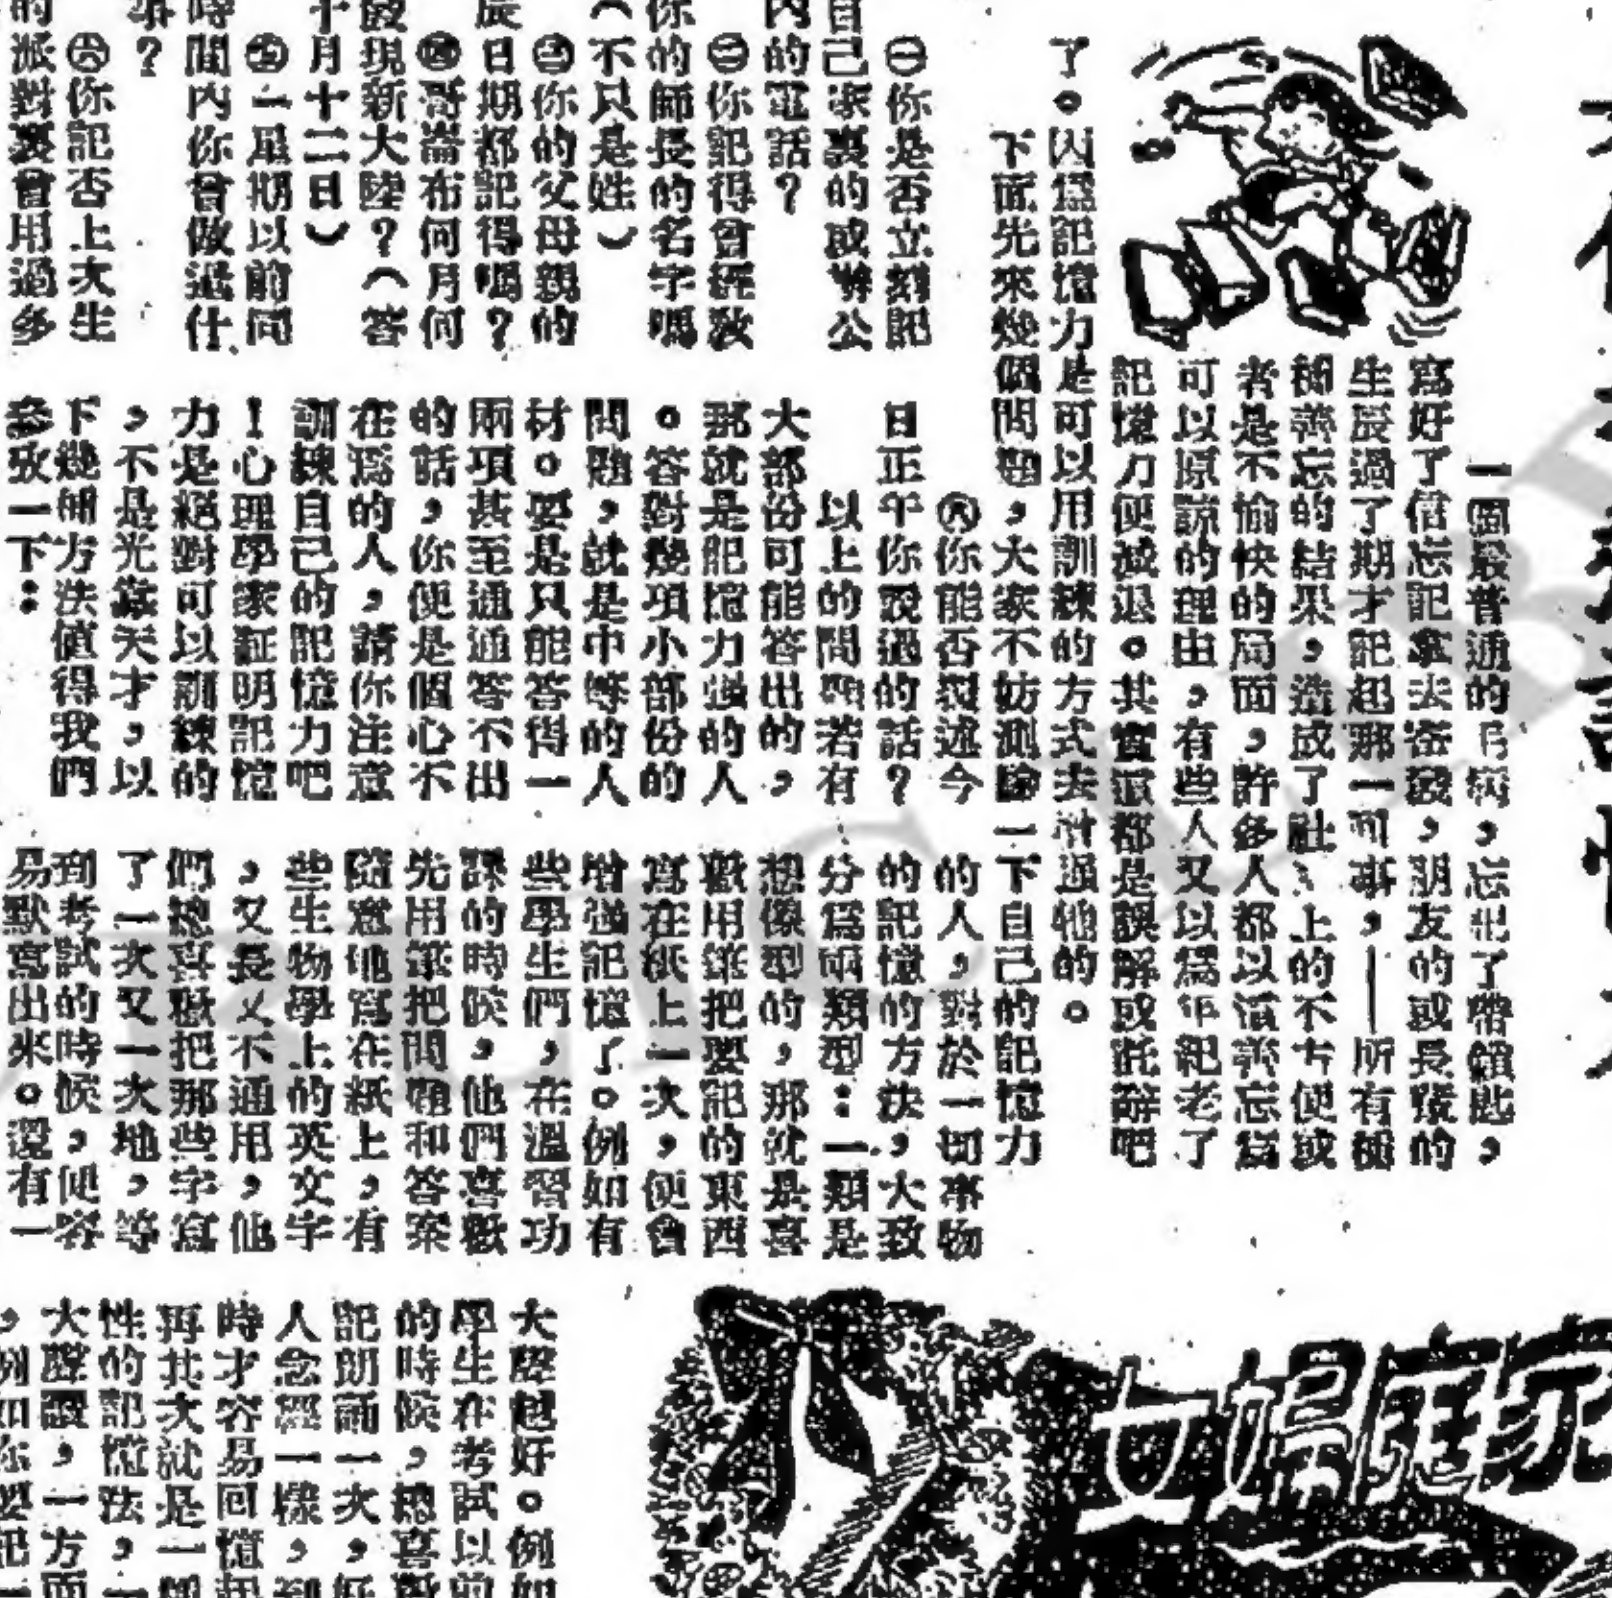 一個最普通的毛病,忘記了帶鎖匙,
寫好了信忘記拿去寄發,朋友的或長輩的
生辰過了期才記起那一回事,——所有種
種善忘的結果,造成了社交上的不方便或
者是不愉快的局面,許多人都以這善忘爲
可以原諒的理由,有些人又以爲年紀老了
記憶力便減退。其實這都是誤解或託辭吧
了。因爲記憶力是可以用訓練的方式去增强牠的。
下面先來幾個問題,大家不妨測驗一下自己的記憶力
㊀你是否立刻記
自己家裏的或辦公
內的電話?
㊁你記得曾經教
你的師長的名字嗎
(不只是姓)
㊂你的父母親的
辰日期都記得嗎?
㊃哥崙布何月何
發現新大陸?(答
十月十二日)
㊄一星期以前同
時間內你曾做過什
事?
㊅你記否上次生
的派對裏曾用過多
㊇你能否覆述今
日正午你說過的話?
以上的問題若有
大部份可能答出的,
那就是記憶力强的人
。答對幾項小部份的
問題,就是中等的人
材。要是只能答得一
兩項甚至通通答不出
的話,你便是個心不
在焉的人,請你注意
訓練自己的記憶力吧
!心理學家証明記憶
力是絕對可以訓練的
,不是光靠天才,以
下幾種方法值得我們
參攷一下:
的人,對於一切事物
的記憶的方法,大致
分爲兩類型:一類是
想像型的,那就是喜
歡用筆把要記的東西
寫在紙上一次,便會
增强記憶了。例如有
些學生們,在溫習功
課的時候,他們喜歡
先用筆把問題和答案
隨意地寫在紙上,有
些生物學上的英文字
,又長又不通用,他
們總喜歡把那些字寫
了一次又一次地,等
到考試的時候,便容
易默寫出來。還有一
大聲越好。例如
學生在考試以前
的時候,總喜歡
記朗誦一次,好
人念經一樣,到
時才容易回憶起
再其次就是一種
性的記憶法,一
大聲讀,一方面
,例如你要記一
家庭婦女